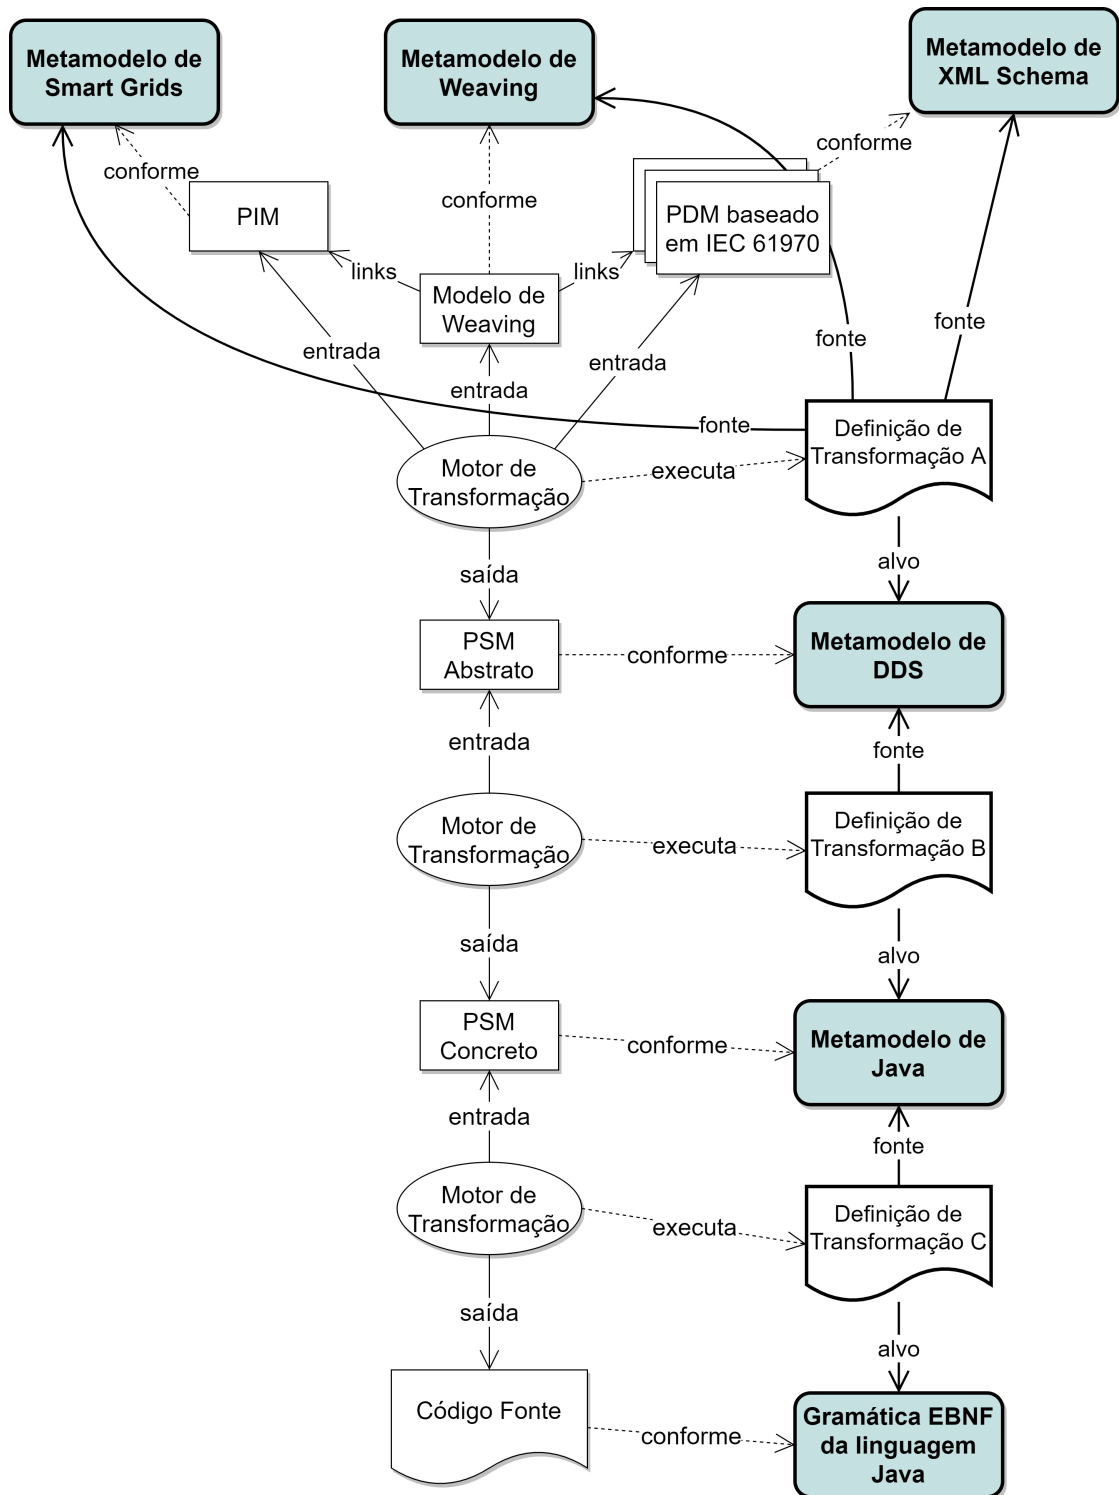 Metamodelo de
Smart Grids
Metamodelo de
Weaving
Metamodelo de
XML Schema
conforme
conforme
conforme
PIM
PDM baseado
em IEC 61970
links
links
Modelo de
Weaving
fonte
fonte
entrada
entrada
entrada
fonte
Definição de
Transformação A
Motor de
Transformação
executa
saída
alvo
PSM
Abstrato
conforme
Metamodelo de
DDS
entrada
fonte
Motor de
Transformação
executa
Definição de
Transformação B
saída
alvo
PSM
Concreto
conforme
Metamodelo de
Java
entrada
fonte
Motor de
Transformação
executa
Definição de
Transformação C
saída
alvo
Código Fonte
conforme
Gramática EBNF
da linguagem
Java